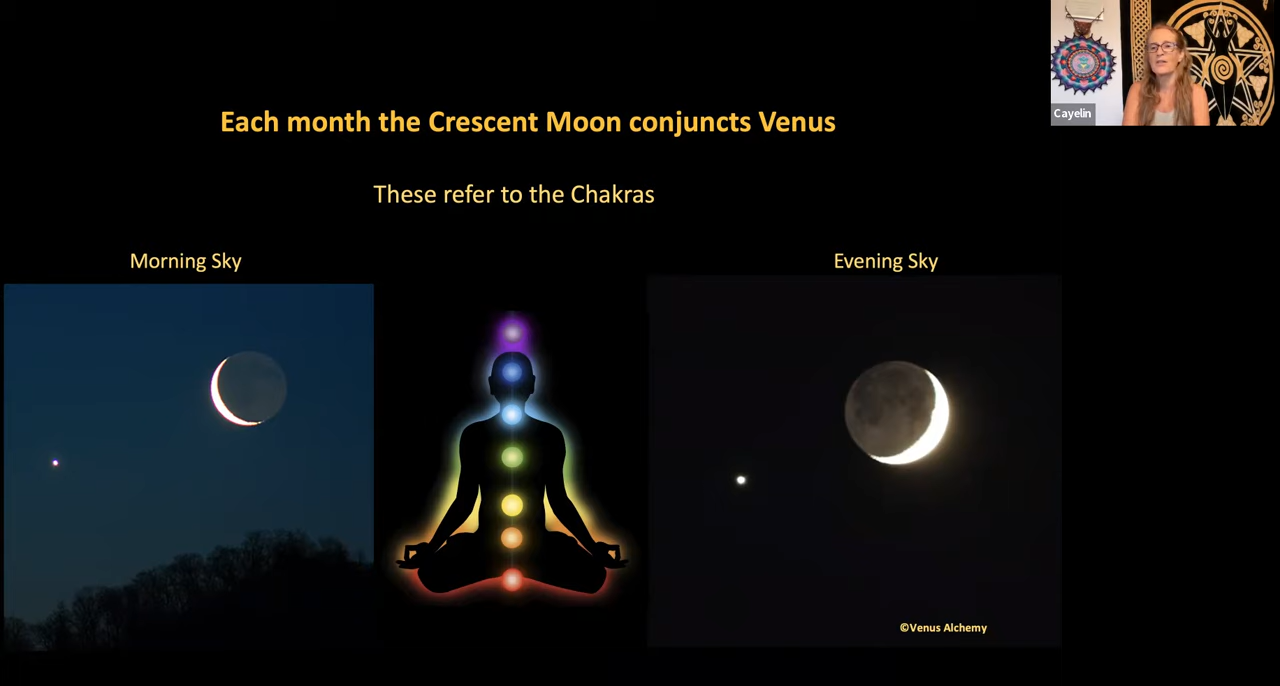 Cayelin
Each month the Crescent Moon conjuncts Venus
These refer to the Chakras
Morning Sky
Evening Sky
©Venus Alchemy